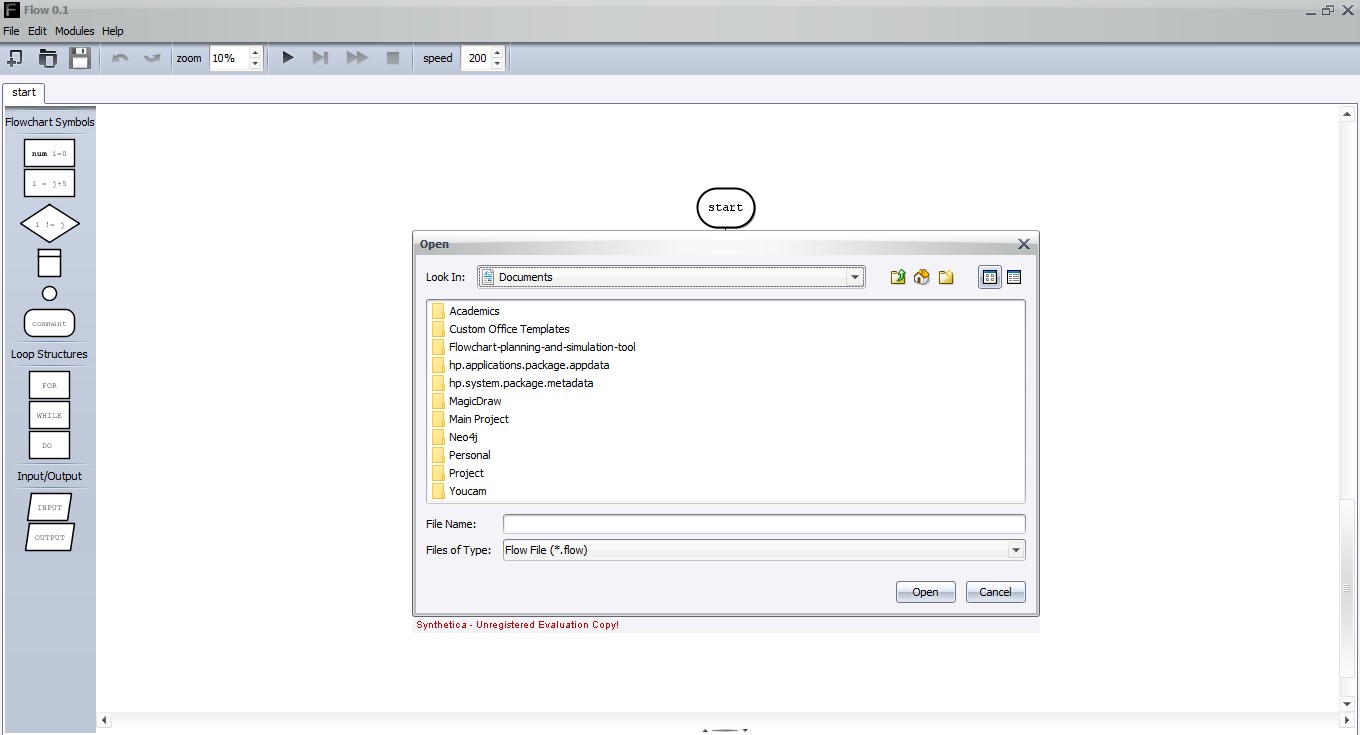 Flow 0.1
File Edit Modules Help
zoom 10% speed 200
start
Flowchart Symbols
num i=0
i = j+5
i != j
comment
Loop Structures
FOR
WHILE
DO
Input/Output
INPUT
OUTPUT
start
Open
Look In: Documents
Academics
Custom Office Templates
Flowchart-planning-and-simulation-tool
hp.applications.package.appdata
hp.system.package.metadata
MagicDraw
Main Project
Neo4j
Personal
Project
Youcam
File Name:
Files of Type: Flow File (*.flow)
Open Cancel
Synthetica - Unregistered Evaluation Copy!